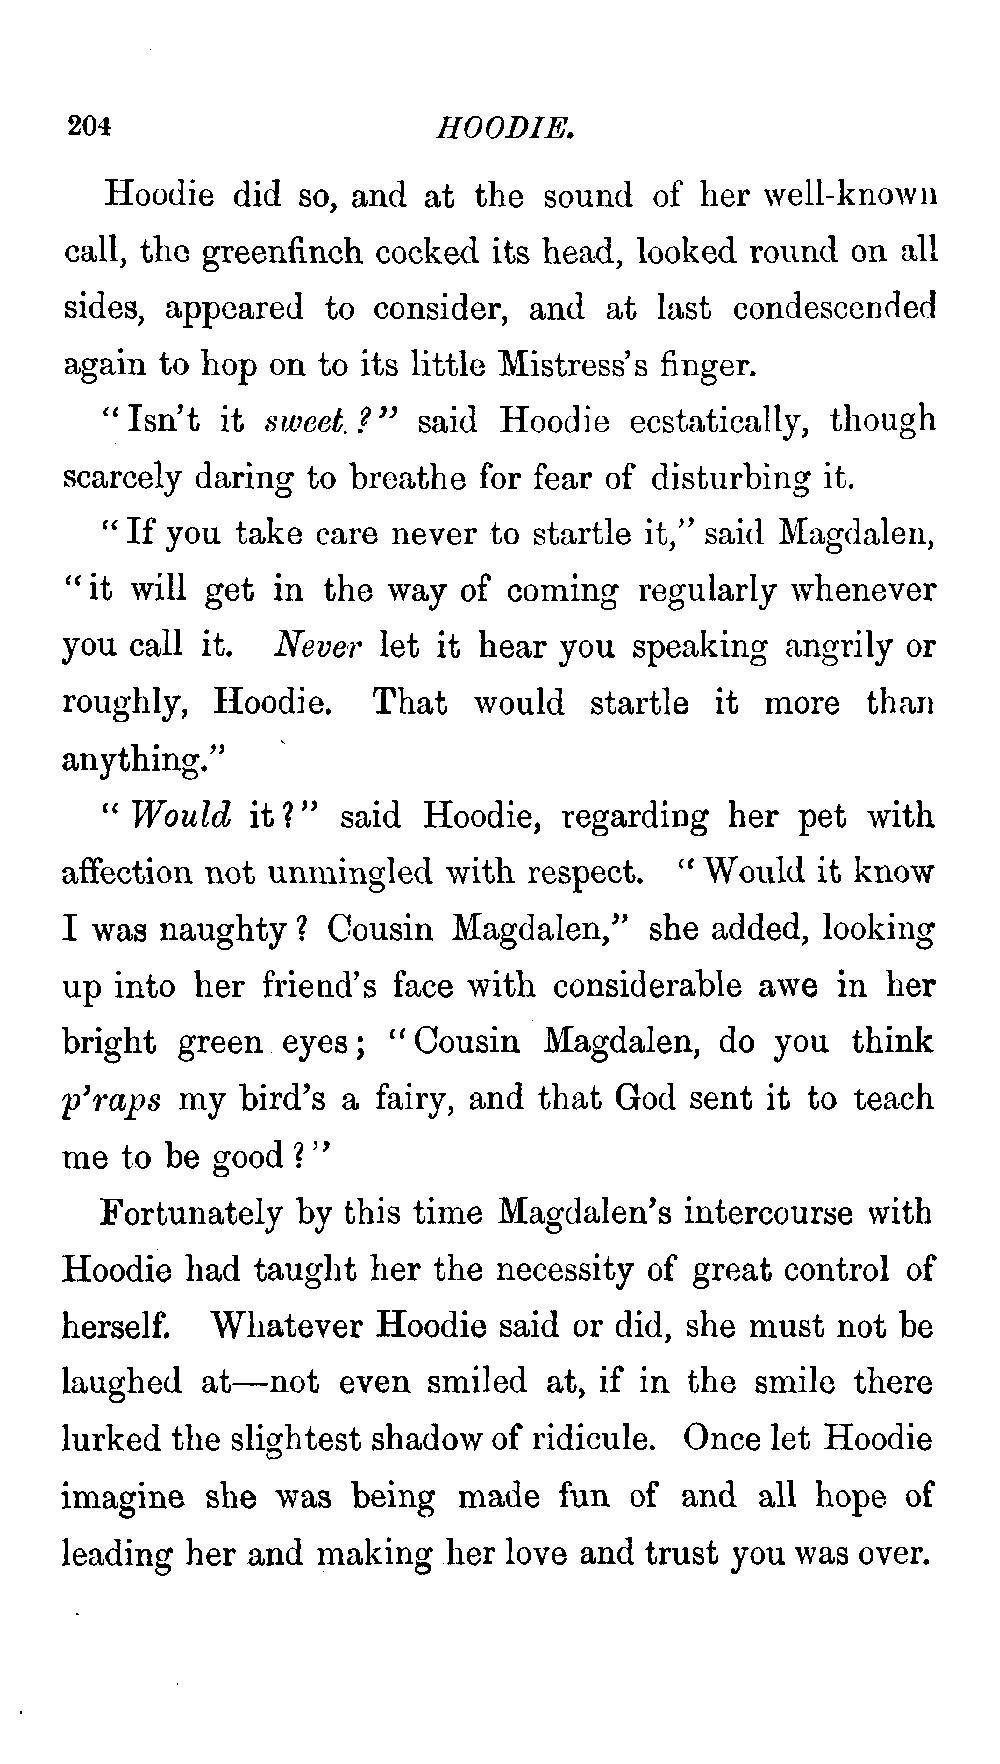 204 HOODIE.
Hoodie did so, and at the sound of her well-known
call, the greenfinch cocked its head, looked round on all
sides, appeared to consider, and at last condescended
again to hop on to its little Mistress's finger.
"Isn't it sweet.?" said Hoodie ecstatically, though
scarcely daring to breathe for fear of disturbing it.
"If you take care never to startle it," said Magdalen,
"it will get in the way of coming regularly whenever
you call it. Never let it hear you speaking angrily or
roughly, Hoodie. That would startle it more than
anything."
"Would it?" said Hoodie, regarding her pet with
affection not unmingled with respect. "Would it know
I was naughty? Cousin Magdalen," she added, looking
up into her friend's face with considerable awe in her
bright green eyes; "Cousin Magdalen, do you think
p'raps my bird's a fairy, and that God sent it to teach
me to be good?"
Fortunately by this time Magdalen's intercourse with
Hoodie had taught her the necessity of great control of
herself. Whatever Hoodie said or did, she must not be
laughed at—not even smiled at, if in the smile there
lurked the slightest shadow of ridicule. Once let Hoodie
imagine she was being made fun of and all hope of
leading her and making her love and trust you was over.